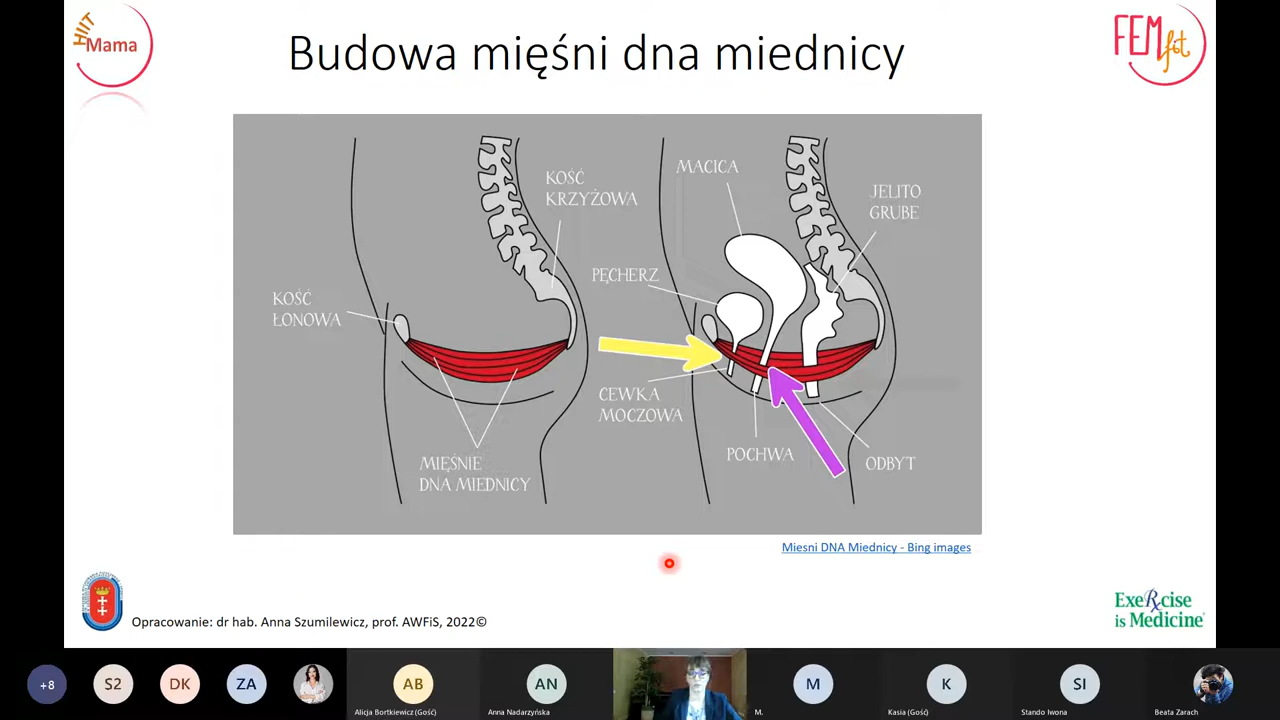 HIIT
Mama
Budowa mięśni dna miednicy
FEM
fit
KOŚĆ
KRZYŻOWA
KOŚĆ
ŁONOWA
MIĘŚNIE
DNA MIEDNICY
MACICA
JELITO
GRUBE
PĘCHERZ
CEWKA
MOCZOWA
POCHWA
ODBYT
Miesni DNA Miednicy - Bing images
Opracowanie: dr hab. Anna Szumilewicz, prof. AWFiS, 2022©
ExeRcise
is Medicine®
+8
S2
DK
ZA
AB
Alicja Bortkiewicz (Gość)
AN
Anna Nadarzyńska
M
M.
K
Kasia (Gość)
SI
Stando Iwona
Beata Zarach